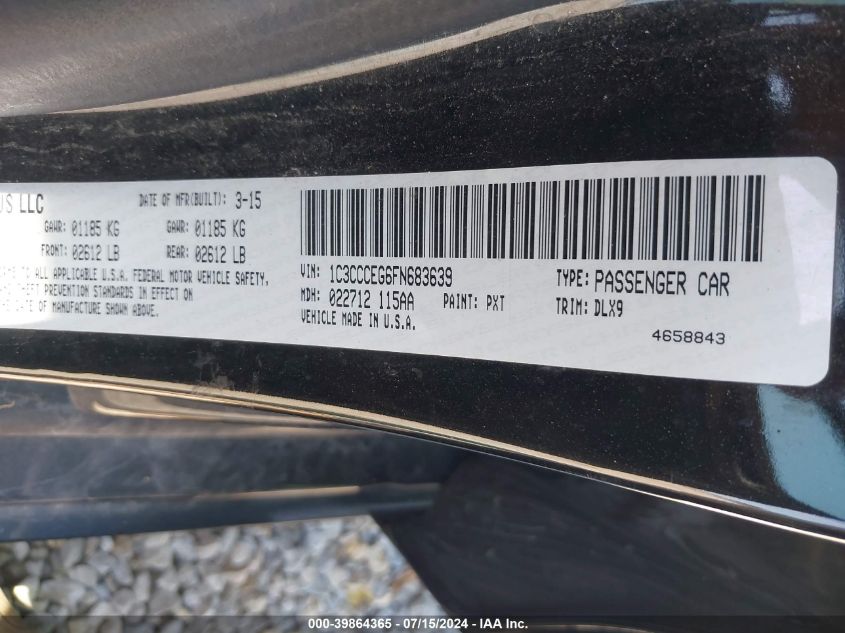 US LLC
DATE OF MFR(BUILT): 3-15
GAWR: 01185 KG GAWR: 01185 KG
FRONT: 02612 LB REAR: 02612 LB
TO ALL APPLICABLE U.S.A. FEDERAL MOTOR VEHICLE SAFETY,
THEFT PREVENTION STANDARDS IN EFFECT ON
DATE OF MANUFACTURE SHOWN ABOVE.
VIN: 1C3CCCEG6FN683639 TYPE: PASSENGER CAR
MDH: 022712 115AA PAINT: PXT TRIM: DLX9
VEHICLE MADE IN U.S.A.
4658843
000-39864365 - 07/15/2024 - IAA Inc.